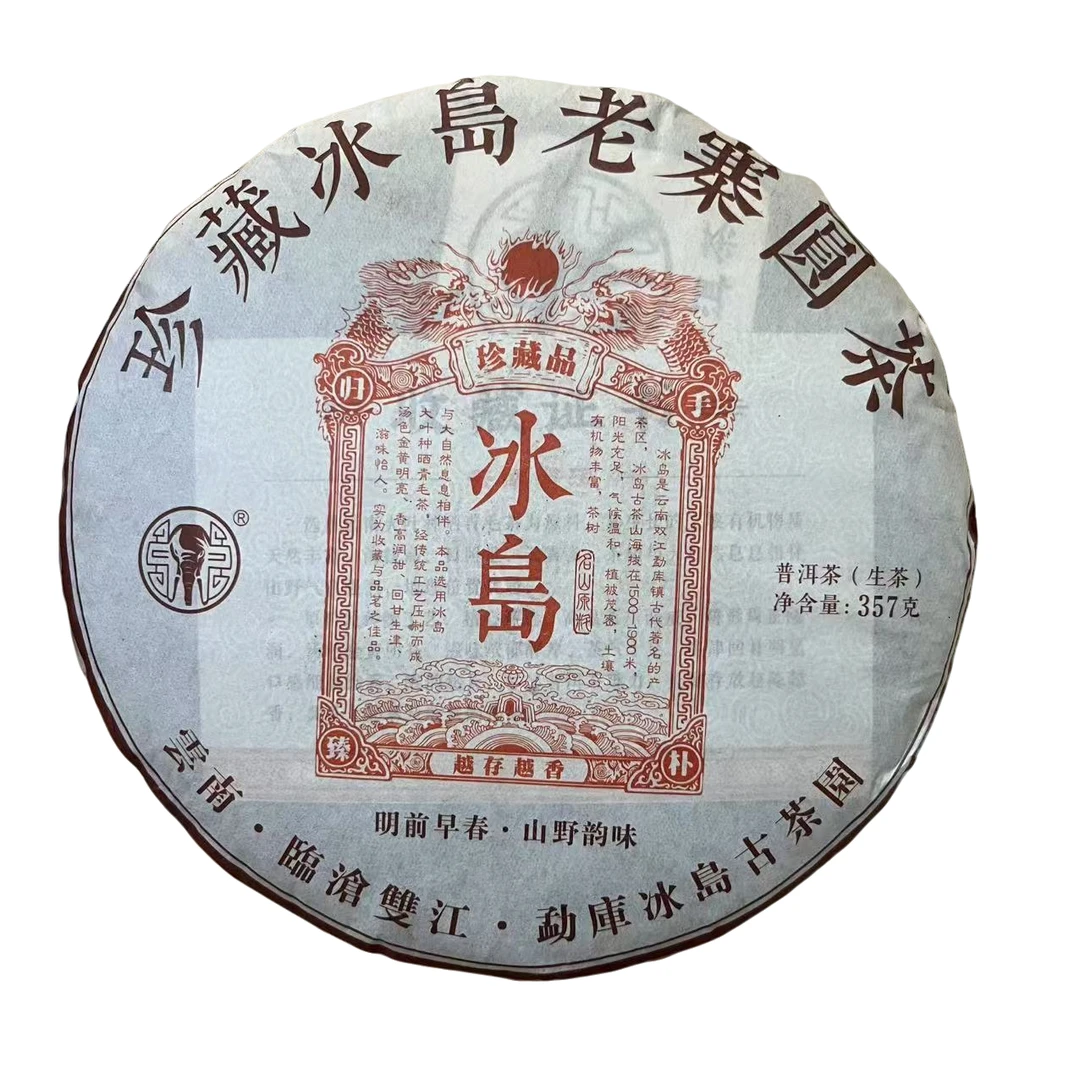 珍藏冰島老寨圓茶
珍藏品
归
手
冰島
冰岛是云南双江勐库镇古代著名的产
茶区，冰岛古茶山海拔在1500-1900米，
阳光充足，气候温和，植被茂密，土壤
有机物丰富，茶树
名山原料
与大自然息息相伴。本品选用冰岛
大叶种晒青毛茶，经传统工艺压制而成
汤色金黄明亮、香高润甜、回甘生津、
滋味怡人。实为收藏与品茗之佳品。
臻
朴
越存越香
®
普洱茶（生茶）
净含量：357克
明前早春·山野韵味
雲南·臨滄雙江·勐庫冰島古茶園